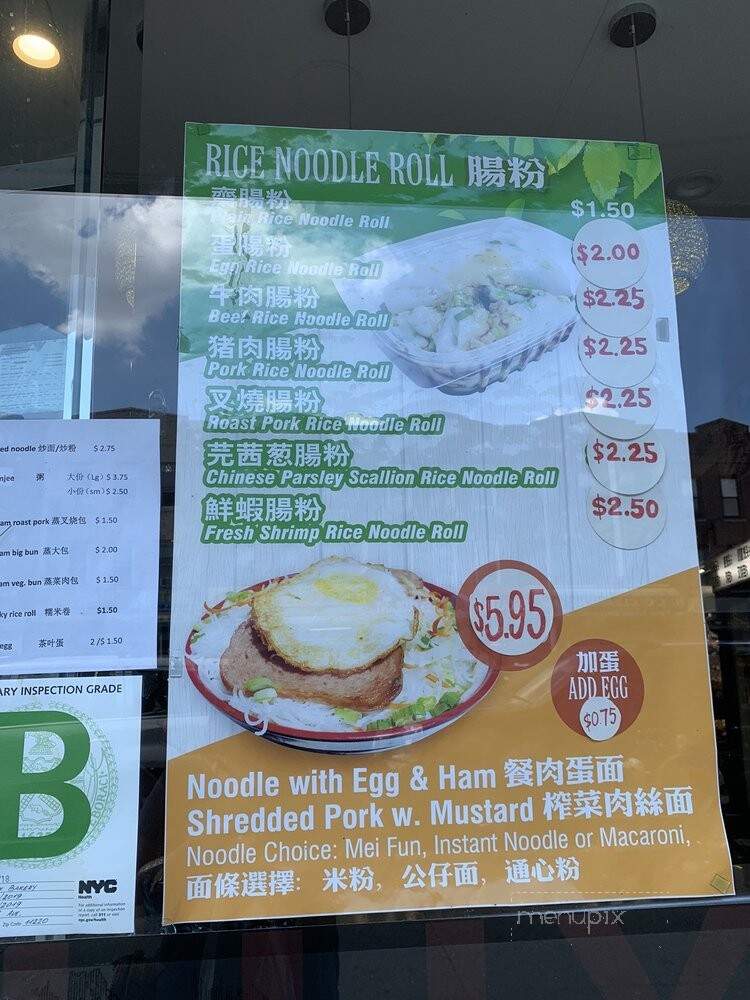 RICE NOODLE ROLL 腸粉
齋腸粉
Plain Rice Noodle Roll
$1.50
蛋腸粉
Egg Rice Noodle Roll
$2.00
牛肉腸粉
Beef Rice Noodle Roll
$2.25
猪肉腸粉
Pork Rice Noodle Roll
$2.25
叉燒腸粉
Roast Pork Rice Noodle Roll
$2.25
芫茜葱腸粉
Chinese Parsley Scallion Rice Noodle Roll
$2.25
鮮蝦腸粉
Fresh Shrimp Rice Noodle Roll
$2.50
$5.95
加蛋
ADD EGG
$0.75
Noodle with Egg & Ham 餐肉蛋面
Shredded Pork w. Mustard 榨菜肉絲面
Noodle Choice: Mei Fun, Instant Noodle or Macaroni,
面條選擇: 米粉, 公仔面, 通心粉
menupix
ed noodle 炒面/炒粉 $2.75
njee 粥 大份 (Lg) $3.75
小份 (sm) $2.50
am roast pork 蒸叉烧包 $1.50
am big bun 蒸大包 $2.00
am veg. bun 蒸菜肉包 $1.50
ky rice roll 糯米卷 $1.50
egg 茶叶蛋 2/$1.50
ARY INSPECTION GRADE
B
BAKERY
2019
AVE.
Zip Code 11220
NYC
Health